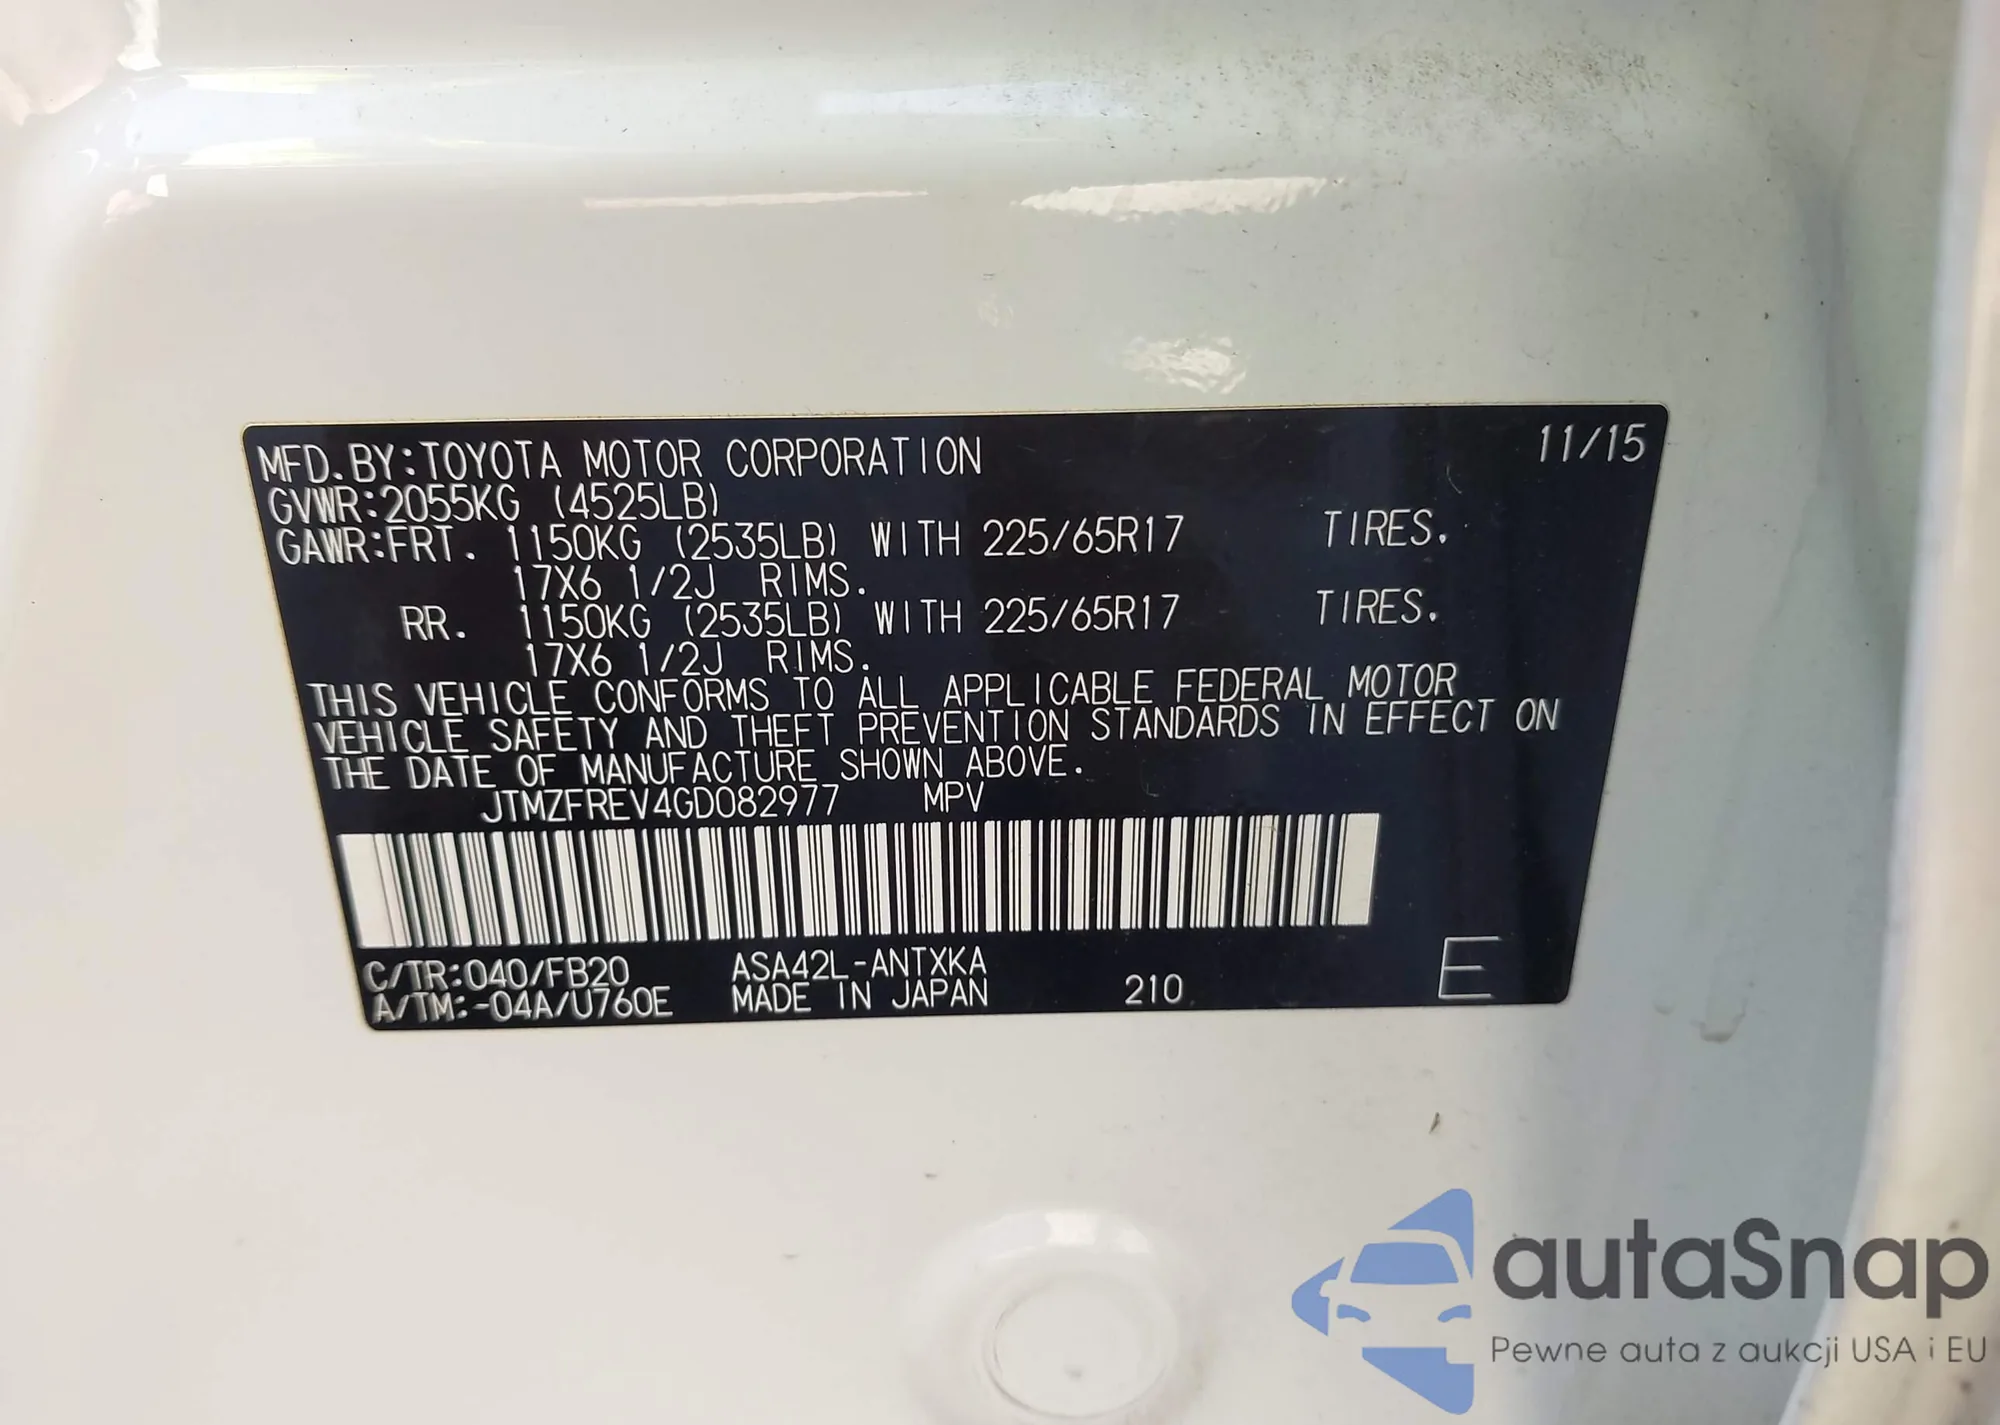 MFD.BY:TOYOTA MOTOR CORPORATION 11/15
GVWR:2055KG (4525LB)
GAWR:FRT. 1150KG (2535LB) WITH 225/65R17 TIRES.
17X6 1/2J RIMS.
RR. 1150KG (2535LB) WITH 225/65R17 TIRES.
17X6 1/2J RIMS.
THIS VEHICLE CONFORMS TO ALL APPLICABLE FEDERAL MOTOR
VEHICLE SAFETY AND THEFT PREVENTION STANDARDS IN EFFECT ON
THE DATE OF MANUFACTURE SHOWN ABOVE.
JTMZFREV4GD082977 MPV
C/TR:040/FB20 ASA42L-ANTXKA
A/TM:-04A/U760E MADE IN JAPAN 210 E
autaSnap
Pewne auta z aukcji USA i EU